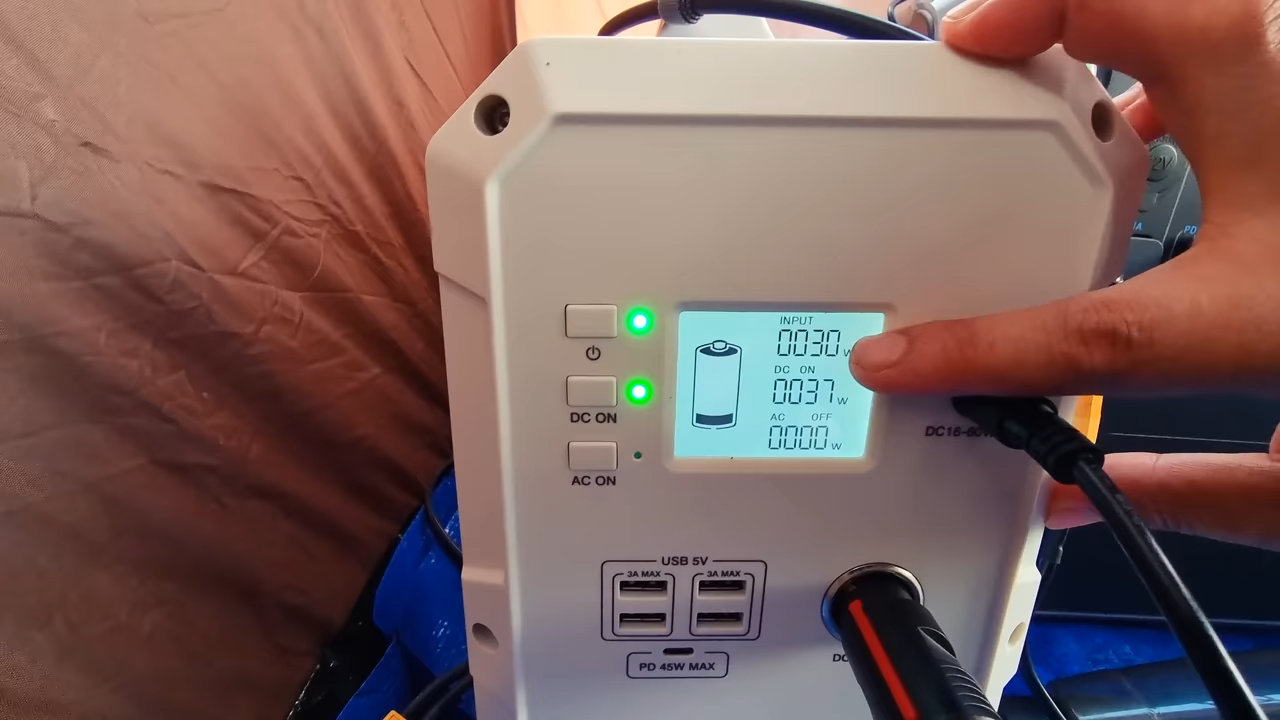 INPUT
0030 W
DC ON
0037 W
AC OFF
0000 W
DC ON
AC ON
USB 5V
3A MAX 3A MAX
PD 45W MAX
PD